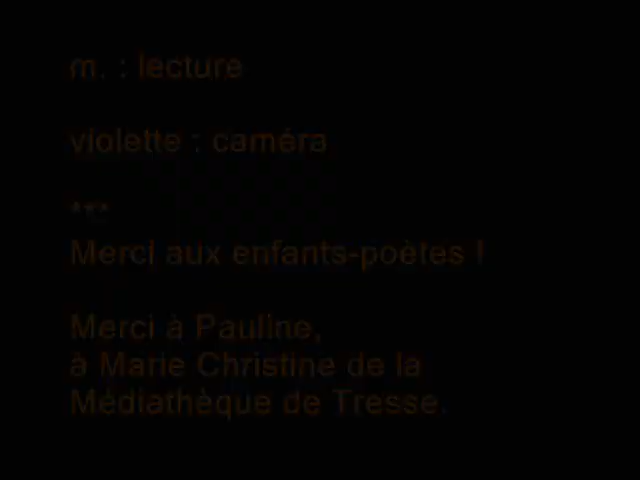 m. : lecture
violette : caméra
***
Merci aux enfants-poètes !
Merci à Pauline,
à Marie Christine de la
Médiathèque de Tresse.